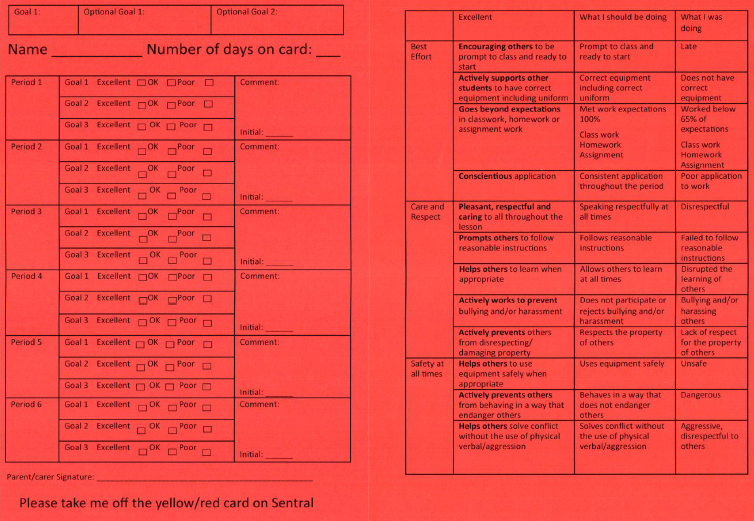 Goal 1: Optional Goal 1: Optional Goal 2:
Name ____________ Number of days on card: ___
Period 1 Goal 1 Excellent OK Poor Comment:
Goal 2 Excellent OK Poor
Goal 3 Excellent OK Poor Initial: ______
Period 2 Goal 1 Excellent OK Poor Comment:
Goal 2 Excellent OK Poor
Goal 3 Excellent OK Poor Initial: ______
Period 3 Goal 1 Excellent OK Poor Comment:
Goal 2 Excellent OK Poor
Goal 3 Excellent OK Poor Initial: ______
Period 4 Goal 1 Excellent OK Poor Comment:
Goal 2 Excellent OK Poor
Goal 3 Excellent OK Poor Initial: ______
Period 5 Goal 1 Excellent OK Poor Comment:
Goal 2 Excellent OK Poor
Goal 3 Excellent OK Poor Initial: ______
Period 6 Goal 1 Excellent OK Poor Comment:
Goal 2 Excellent OK Poor
Goal 3 Excellent OK Poor Initial: ______
Parent/carer Signature: ______________________________
Please take me off the yellow/red card on Sentral
Excellent
What I should be doing
What I was
doing
Best
Effort
Encouraging others to be
prompt to class and ready to
start
Prompt to class and
ready to start
Late
Actively supports other
students to have correct
equipment including uniform
Correct equipment
including correct
uniform
Does not have
correct
equipment
Goes beyond expectations
in classwork, homework or
assignment work
Met work expectations
100%
Class work
Homework
Assignment
Worked below
65% of
expectations
Class work
Homework
Assignment
Conscientious application
Consistent application
throughout the period
Poor application
to work
Care and
Respect
Pleasant, respectful and
caring to all throughout the
lesson
Speaking respectfully at
all times
Disrespectful
Prompts others to follow
reasonable instructions
Follows reasonable
instructions
Failed to follow
reasonable
instructions
Helps others to learn when
appropriate
Allows others to learn
at all times
Disrupted the
learning of
others
Actively works to prevent
bullying and/or harassment
Does not participate or
rejects bullying and/or
harassment
Bullying and/or
harassing
others
Actively prevents others
from disrespecting/
damaging property
Respects the property
of others
Lack of respect
for the property
of others
Safety at
all times
Helps others to use
equipment safely when
appropriate
Uses equipment safely
Unsafe
Actively prevents others
from behaving in a way that
endanger others
Behaves in a way that
does not endanger
others
Dangerous
Helps others solve conflict
without the use of physical
verbal/aggression
Solves conflict without
the use of physical
verbal/aggression
Aggressive,
disrespectful to
others